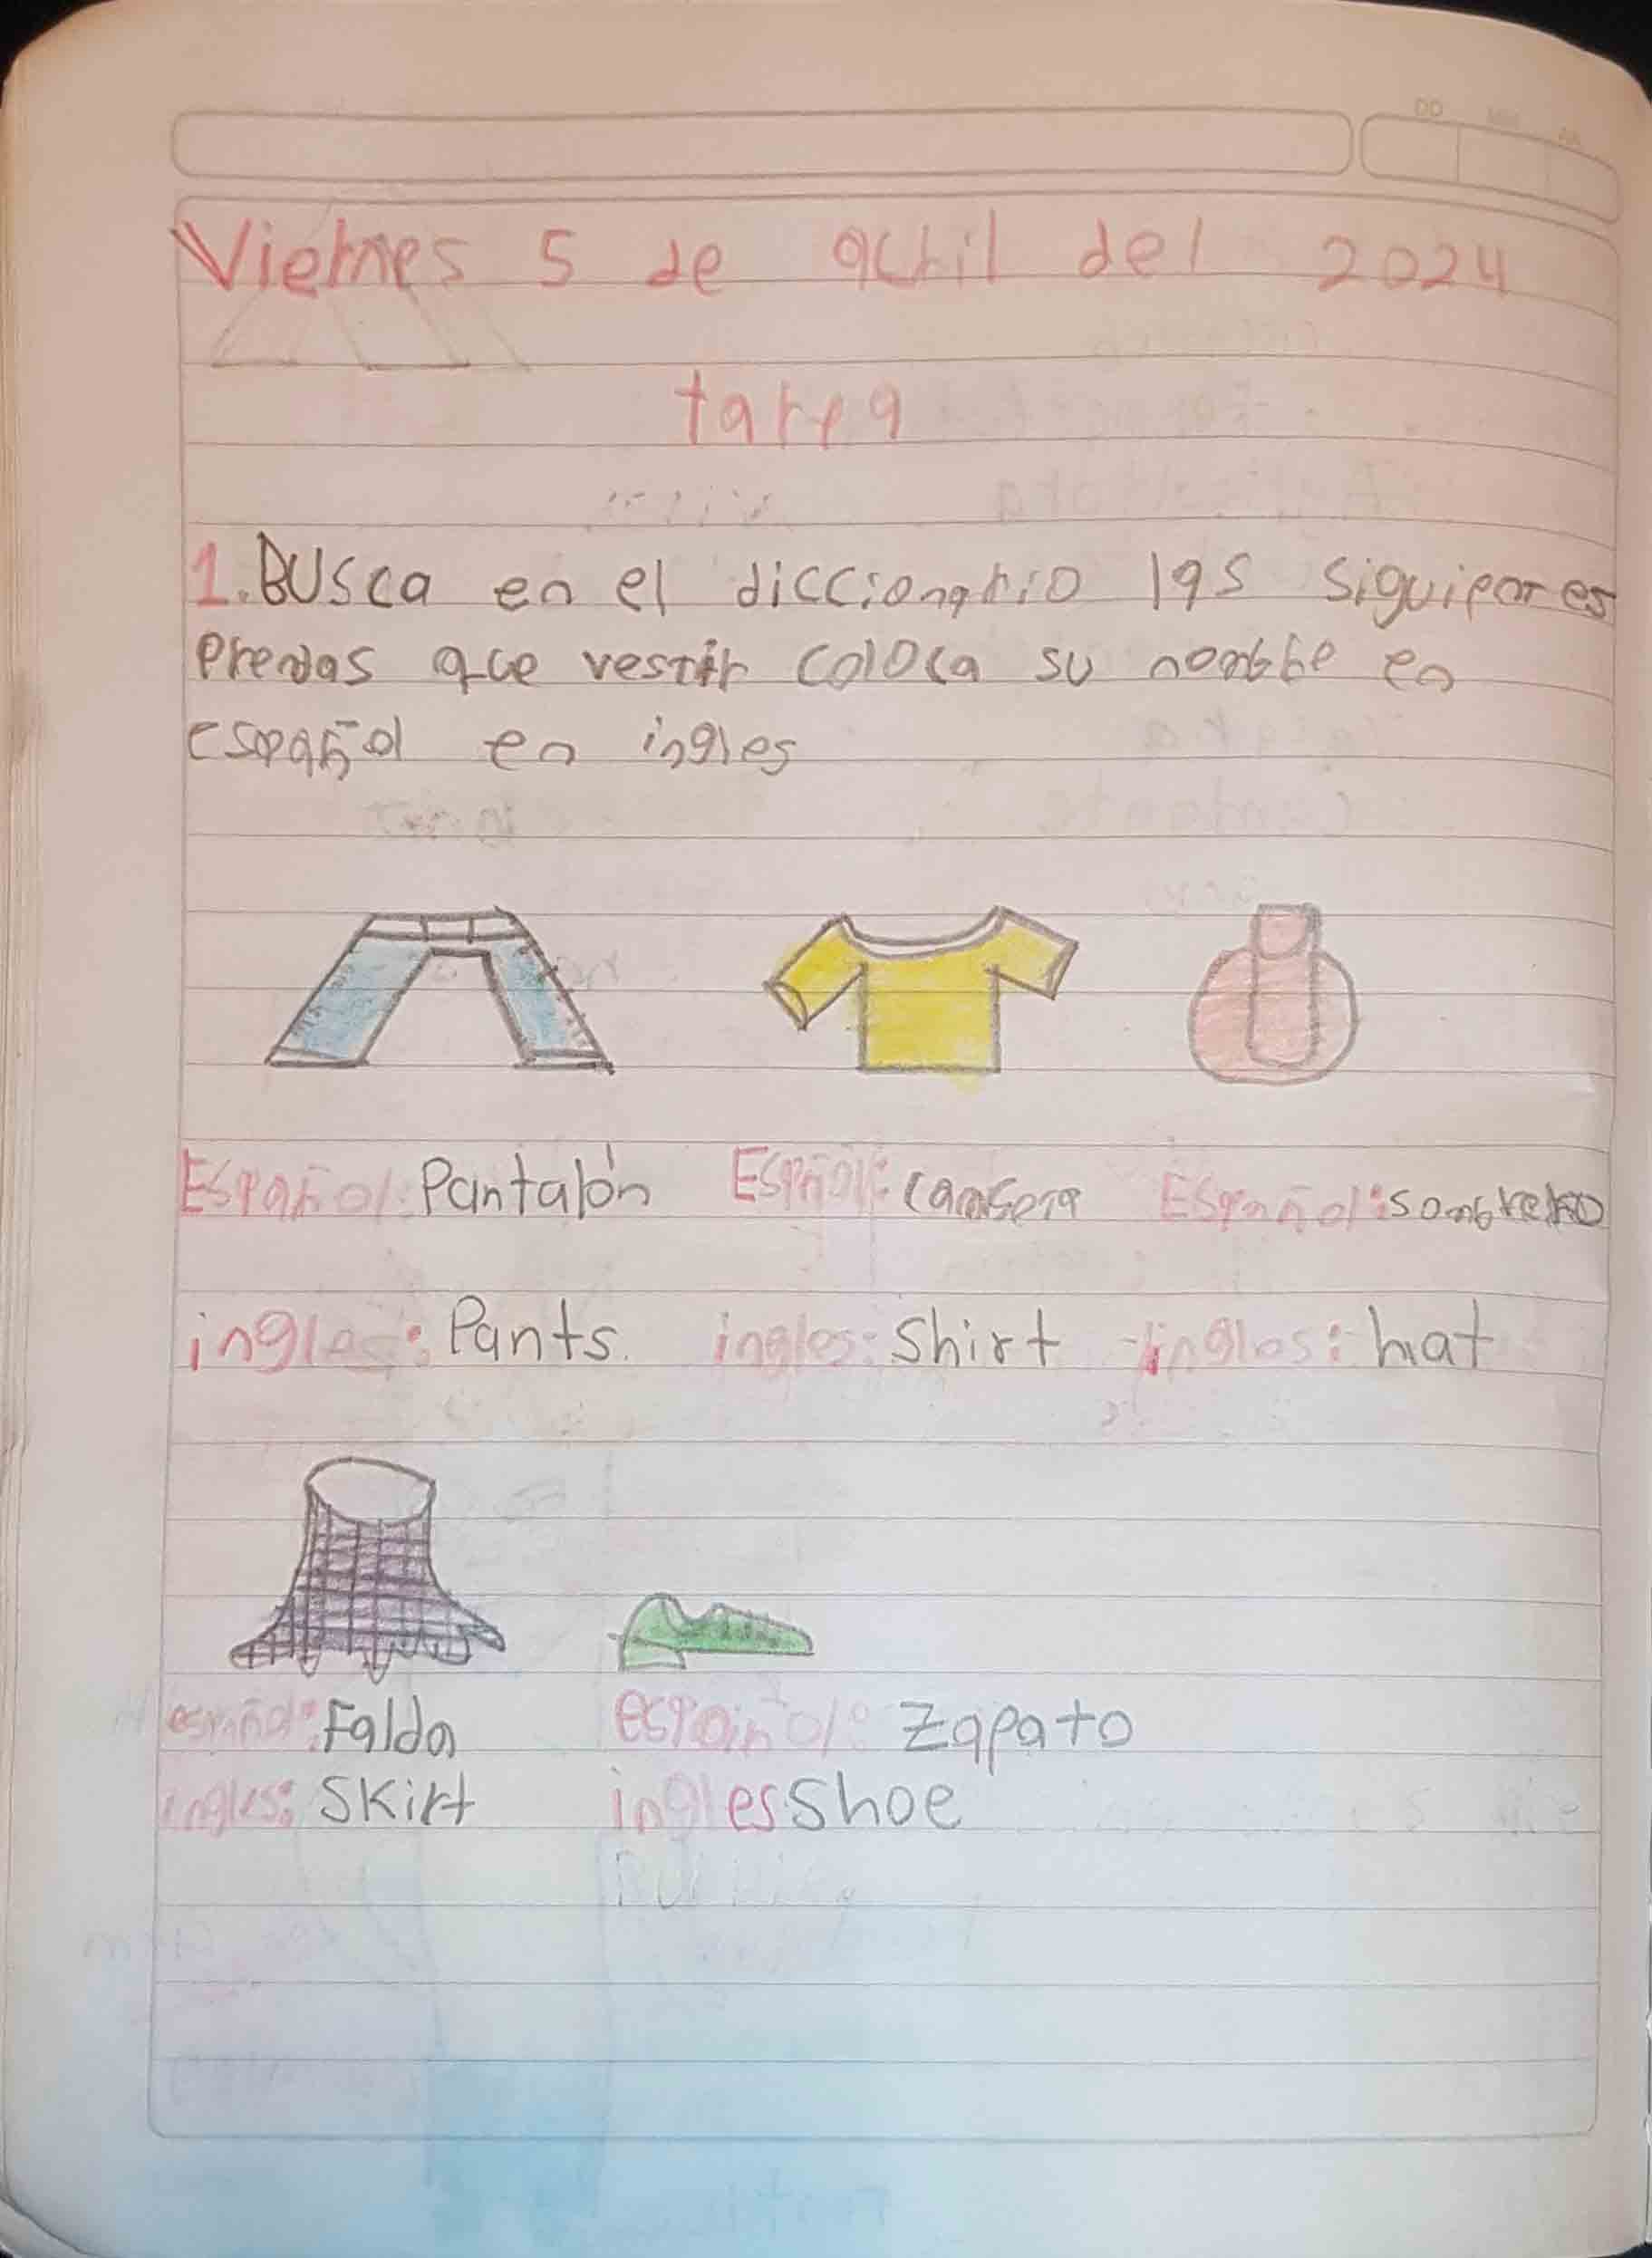 DD MM AA
Viernes 5 de abril del 2024
tarea
1. Busca en el diccionario las
Prendas que vestir coloca su nombre en
español en ingles
Español: Pantalón Español: Español: sombrero
ingles: Pants. ingles: Shirt ingles: hat
español: Falda español: Zapato
ingles: Skirt ingles Shoe